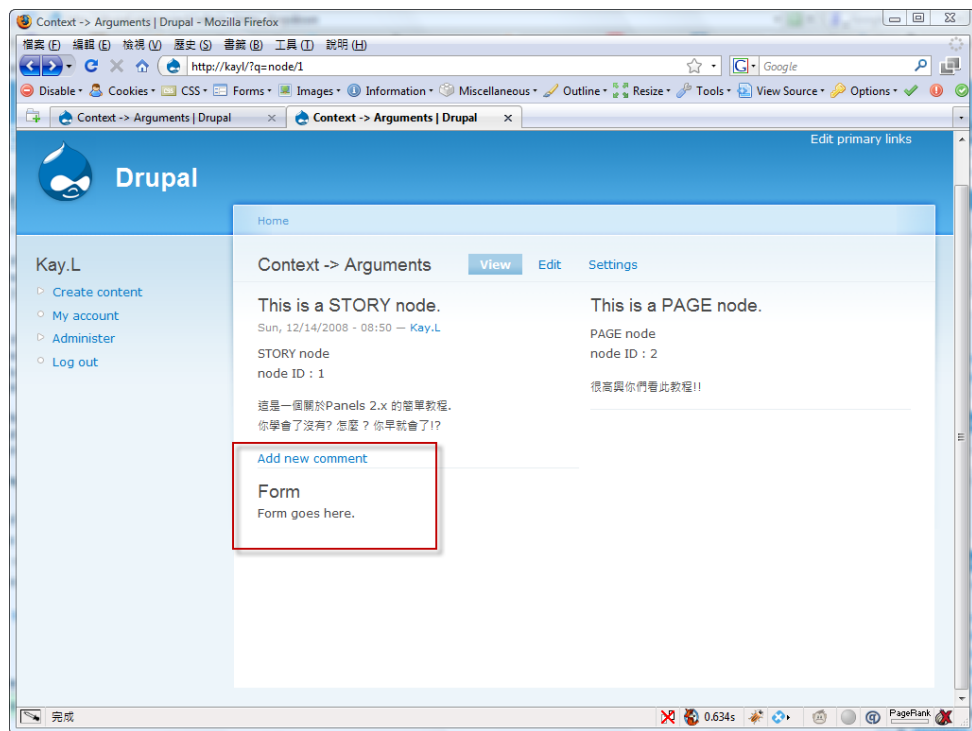 Context -> Arguments | Drupal - Mozilla Firefox
檔案(F) 編輯(E) 檢視(V) 歷史(S) 書籤(B) 工具(T) 說明(H)
http://kayl/?q=node/1
G Google
Disable Cookies CSS Forms Images Information Miscellaneous Outline Resize Tools View Source Options
Context -> Arguments | Drupal
Context -> Arguments | Drupal
Edit primary links
Drupal
Home
Kay.L
Create content
My account
Administer
Log out
Context -> Arguments View Edit Settings
This is a STORY node.
Sun, 12/14/2008 - 08:50 — Kay.L
STORY node
node ID : 1
這是一個關於Panels 2.x 的簡單教程.
你學會了沒有? 怎麼 ? 你早就會了!?
Add new comment
Form
Form goes here.
This is a PAGE node.
PAGE node
node ID : 2
很高興你們看此教程!!
完成
0.634s
PageRank